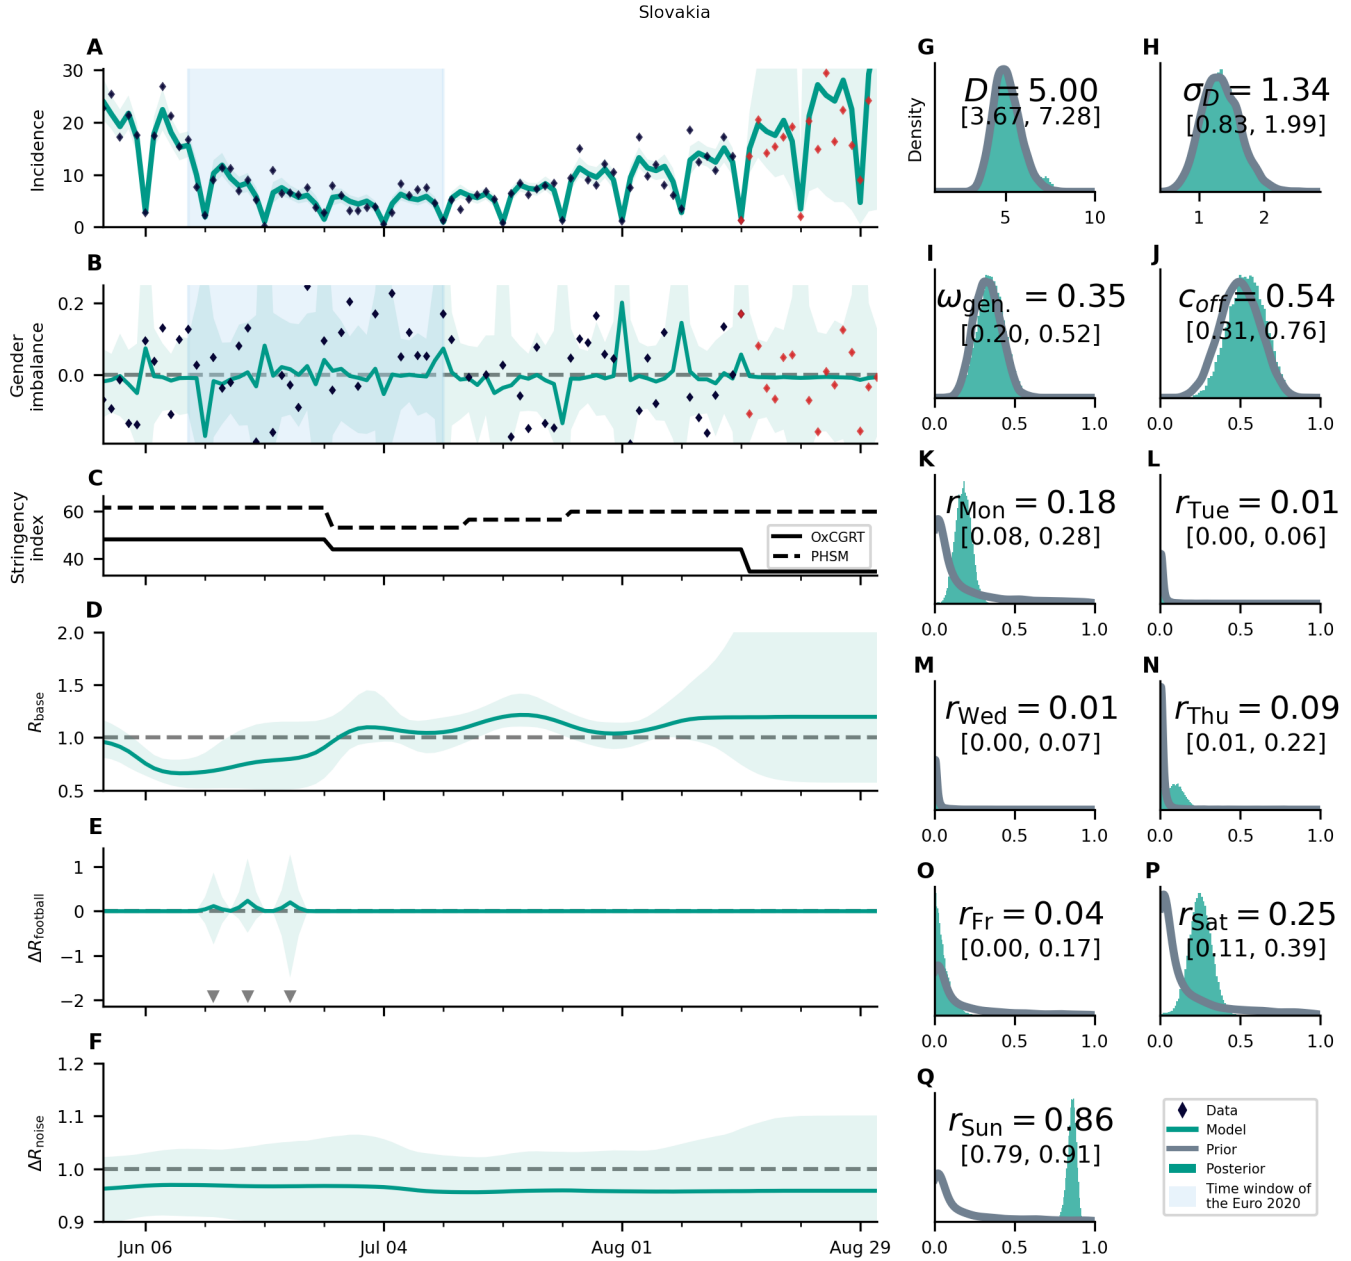 Slovakia
A
Incidence
30
20
10
0
B
Gender
imbalance
0.2
0.0
C
Stringency
index
60
40
OxCGRT
PHSM
D
R_base
2.0
1.5
1.0
0.5
E
ΔR_football
1
0
−1
−2
F
ΔR_noise
1.2
1.1
1.0
0.9
Jun 06 Jul 04 Aug 01 Aug 29
G
Density
D = 5.00
[3.67, 7.28]
5 10
H
σ_D = 1.34
[0.83, 1.99]
1 2
I
ω_gen. = 0.35
[0.20, 0.52]
0.0 0.5 1.0
J
c_off = 0.54
[0.31, 0.76]
0.0 0.5 1.0
K
r_Mon = 0.18
[0.08, 0.28]
0.0 0.5 1.0
L
r_Tue = 0.01
[0.00, 0.06]
0.0 0.5 1.0
M
r_Wed = 0.01
[0.00, 0.07]
0.0 0.5 1.0
N
r_Thu = 0.09
[0.01, 0.22]
0.0 0.5 1.0
O
r_Fr = 0.04
[0.00, 0.17]
0.0 0.5 1.0
P
r_Sat = 0.25
[0.11, 0.39]
0.0 0.5 1.0
Q
r_Sun = 0.86
[0.79, 0.91]
0.0 0.5 1.0
Data
Model
Prior
Posterior
Time window of
the Euro 2020